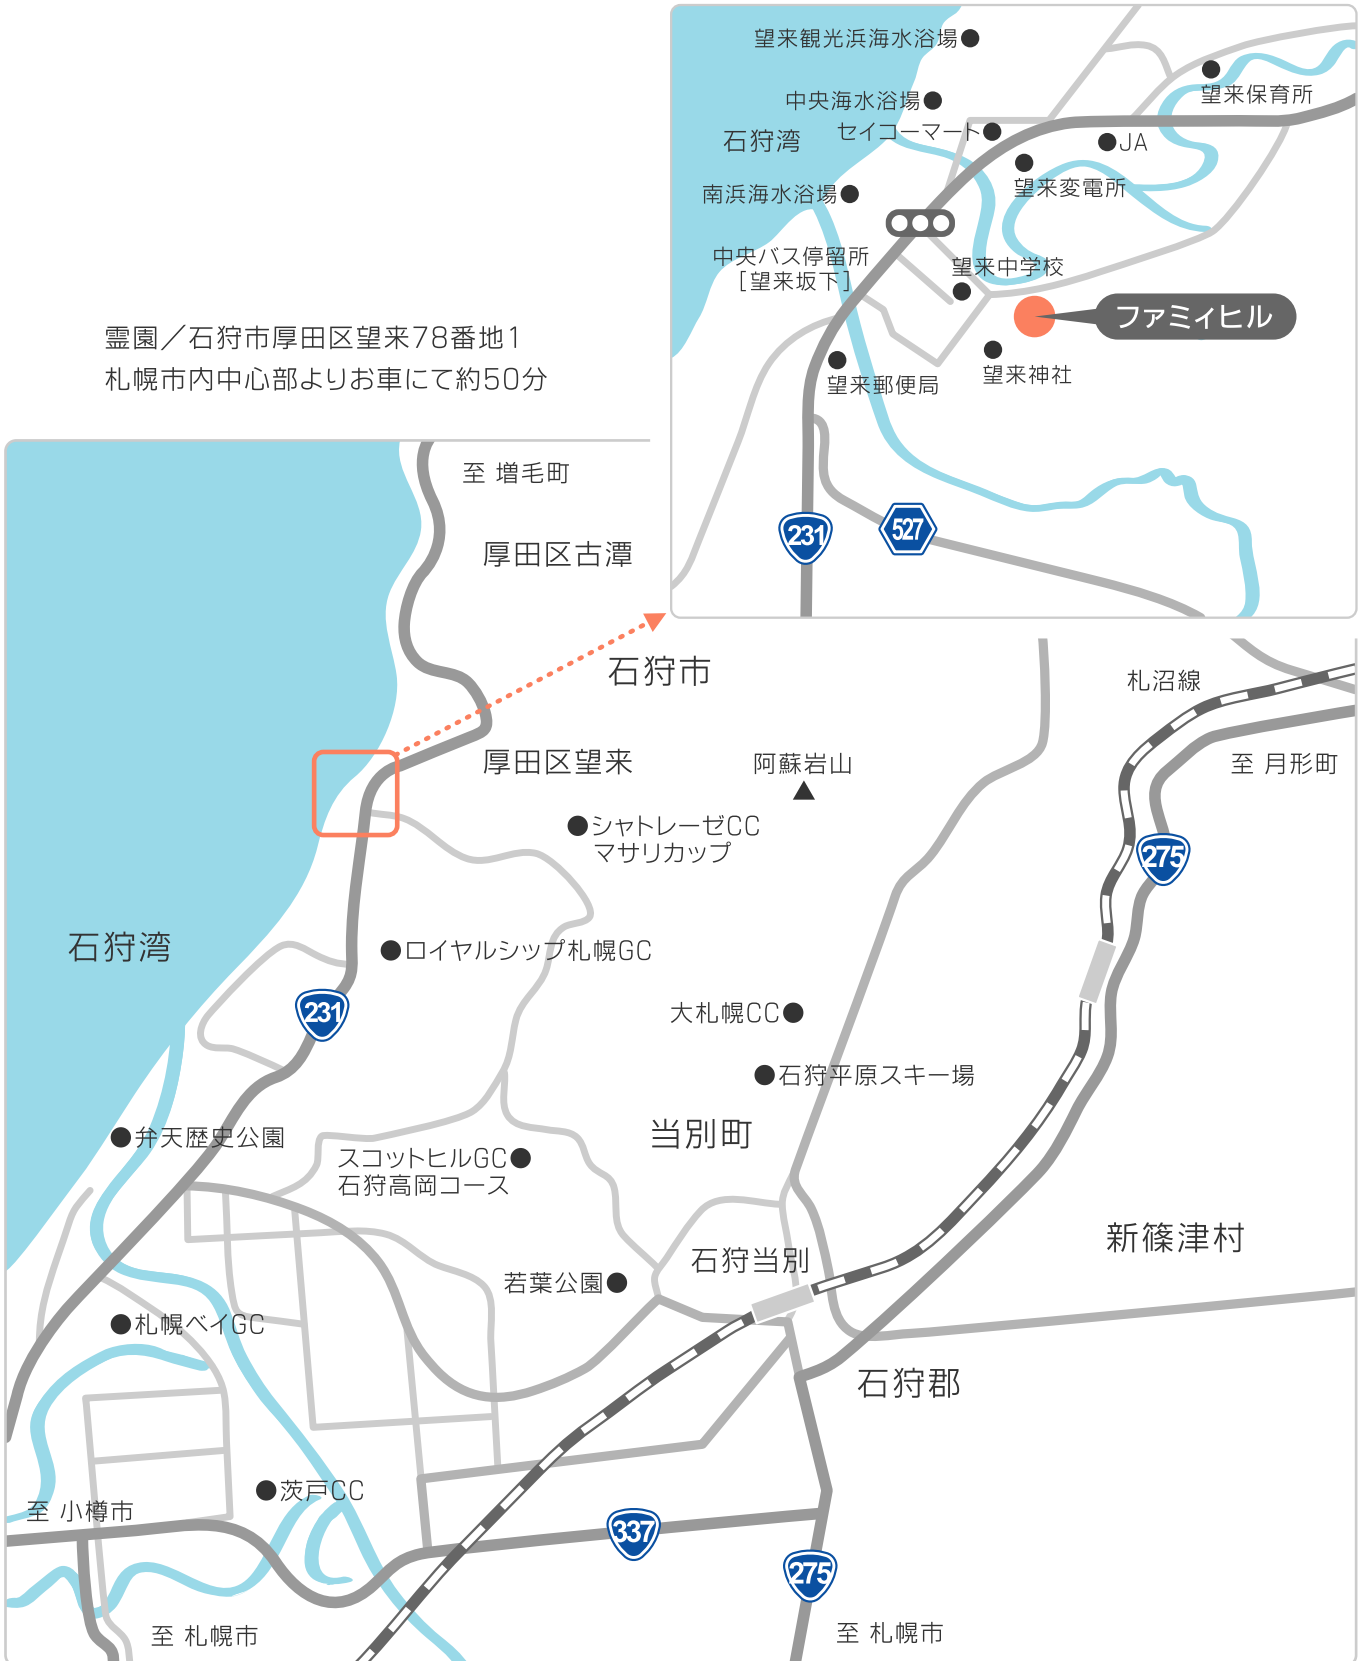 望来観光浜海水浴場
望来保育所
中央海水浴場
セイコーマート
石狩湾
JA
望来変電所
南浜海水浴場
中央バス停留所
[望来坂下]
望来中学校
ファミィヒル
望来神社
望来郵便局
231
527
霊園／石狩市厚田区望来78番地1
札幌市内中心部よりお車にて約50分
至 増毛町
厚田区古潭
石狩市
札沼線
厚田区望来
阿蘇岩山
至 月形町
シャトレーゼCC
マサリカップ
275
石狩湾
ロイヤルシップ札幌GC
231
大札幌CC
石狩平原スキー場
弁天歴史公園
当別町
スコットヒルGC
石狩高岡コース
新篠津村
石狩当別
若葉公園
札幌ベイGC
石狩郡
茨戸CC
至 小樽市
337
275
至 札幌市
至 札幌市